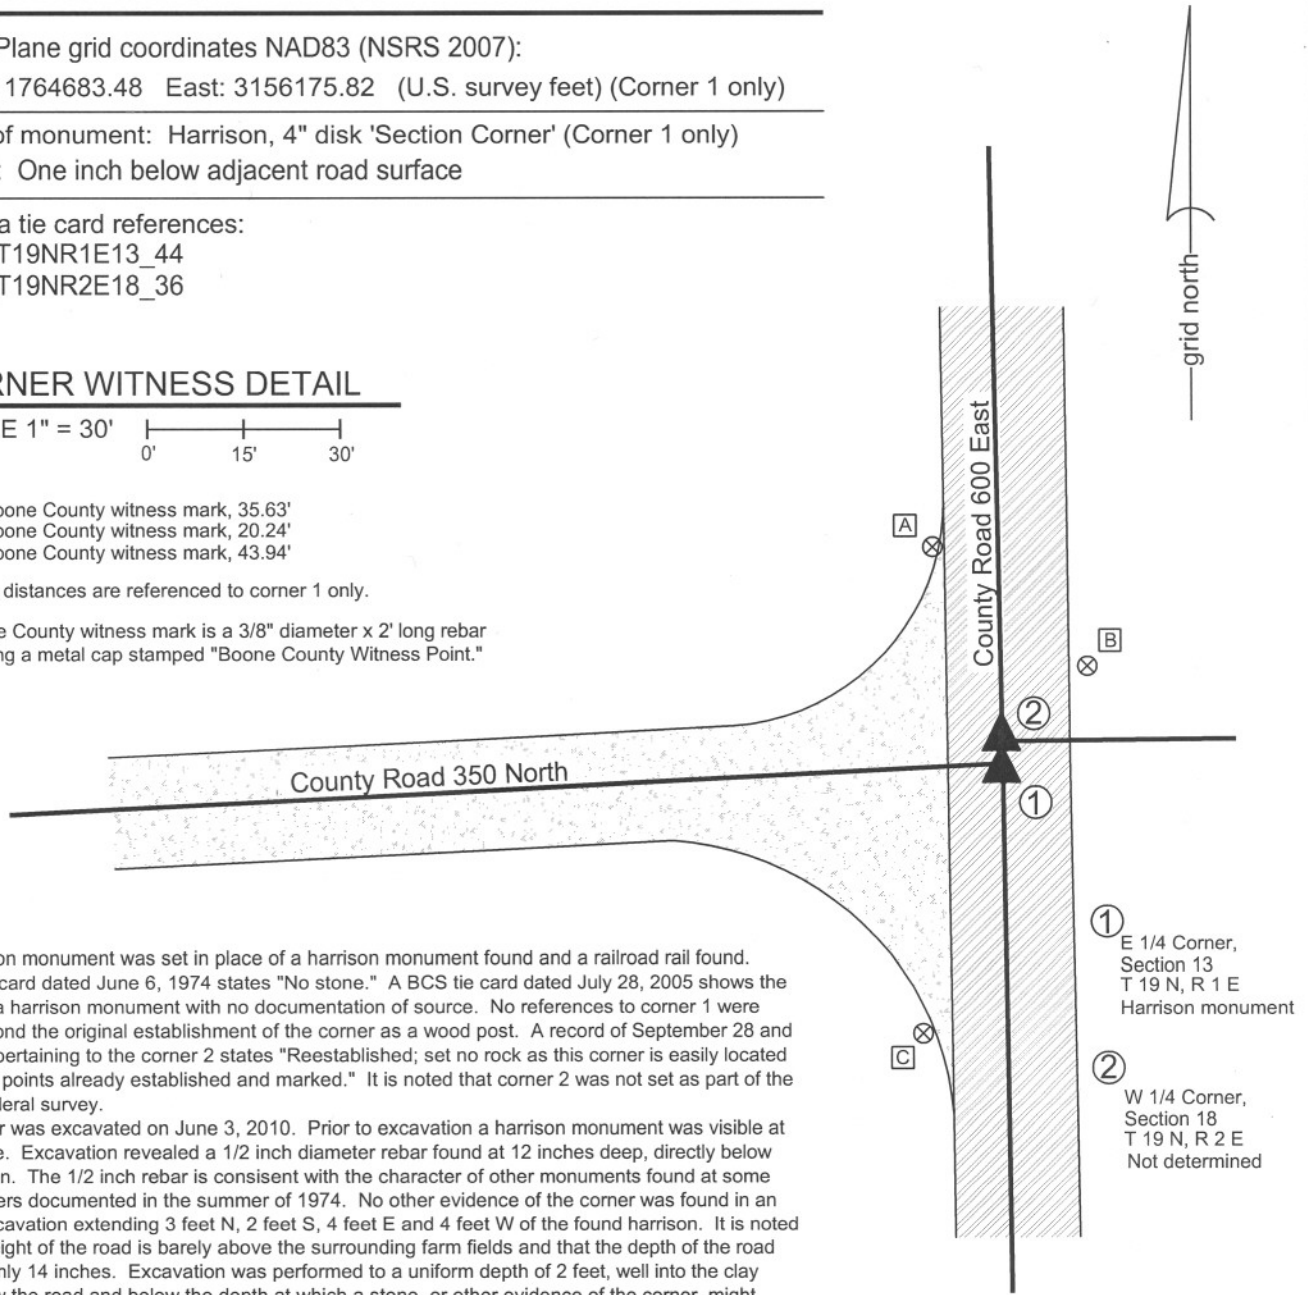 Plane grid coordinates NAD83 (NSRS 2007):
1764683.48 East: 3156175.82 (U.S. survey feet) (Corner 1 only)
of monument: Harrison, 4" disk 'Section Corner' (Corner 1 only)
: One inch below adjacent road surface
a tie card references:
T19NR1E13_44
T19NR2E18_36
RNER WITNESS DETAIL
E 1" = 30'
0' 15' 30'
oone County witness mark, 35.63'
oone County witness mark, 20.24'
oone County witness mark, 43.94'
distances are referenced to corner 1 only.
e County witness mark is a 3/8" diameter x 2' long rebar
ng a metal cap stamped "Boone County Witness Point."
grid north
County Road 600 East
A
B
2
County Road 350 North
1
C
1
E 1/4 Corner,
Section 13
T 19 N, R 1 E
Harrison monument
2
W 1/4 Corner,
Section 18
T 19 N, R 2 E
Not determined
on monument was set in place of a harrison monument found and a railroad rail found.
card dated June 6, 1974 states "No stone." A BCS tie card dated July 28, 2005 shows the
a harrison monument with no documentation of source. No references to corner 1 were
ond the original establishment of the corner as a wood post. A record of September 28 and
pertaining to the corner 2 states "Reestablished; set no rock as this corner is easily located
points already established and marked." It is noted that corner 2 was not set as part of the
deral survey.
r was excavated on June 3, 2010. Prior to excavation a harrison monument was visible at
e. Excavation revealed a 1/2 inch diameter rebar found at 12 inches deep, directly below
n. The 1/2 inch rebar is consisent with the character of other monuments found at some
ers documented in the summer of 1974. No other evidence of the corner was found in an
cavation extending 3 feet N, 2 feet S, 4 feet E and 4 feet W of the found harrison. It is noted
ight of the road is barely above the surrounding farm fields and that the depth of the road
nly 14 inches. Excavation was performed to a uniform depth of 2 feet, well into the clay
w the road and below the depth at which a stone, or other evidence of the corner, might